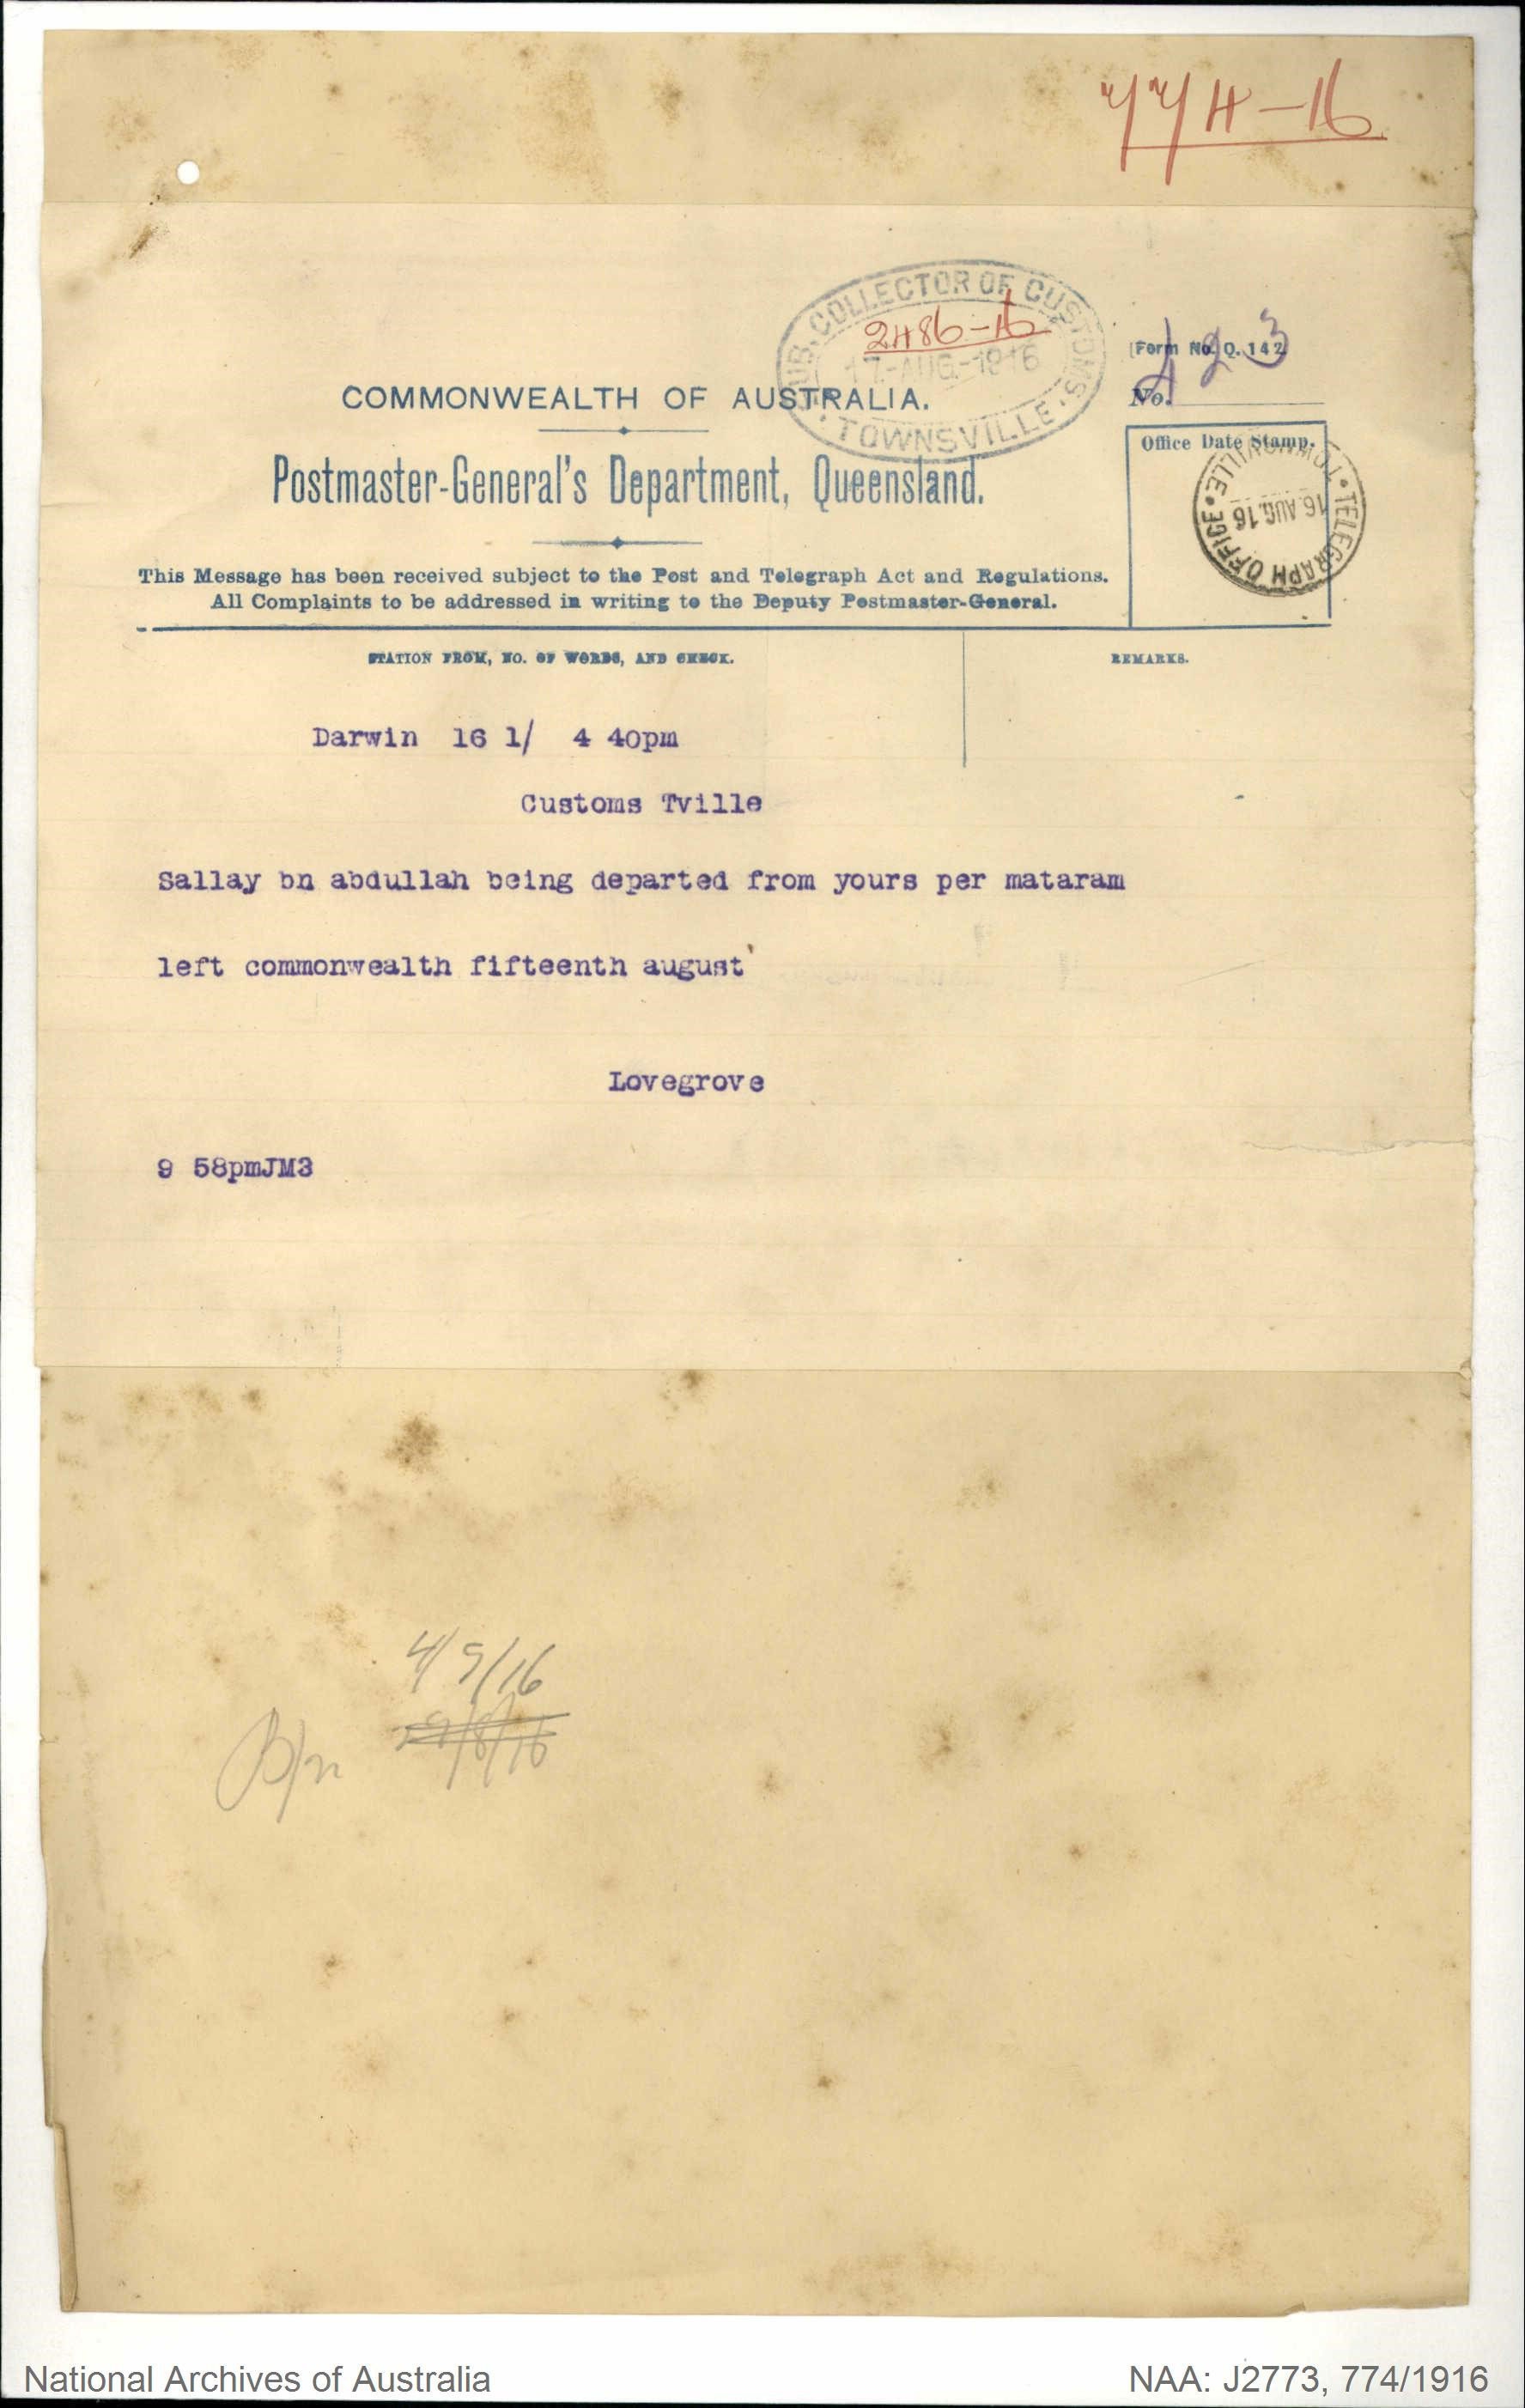 774-16
SUB-COLLECTOR OF CUSTOMS
2486-16
17-AUG.-1916
TOWNSVILLE
[Form No. Q. 142
No. 23
COMMONWEALTH OF AUSTRALIA.
Postmaster-General's Department, Queensland.
Office Date Stamp.
TELEGRAPH OFFICE
16 AUG. 16
TOWNSVILLE
This Message has been received subject to the Post and Telegraph Act and Regulations.
All Complaints to be addressed in writing to the Deputy Postmaster-General.
STATION FROM, NO. OF WORDS, AND CHECK.
REMARKS.
Darwin 16 1/ 4 40pm
Customs Tville
Sallay bn abdullah being departed from yours per mataram
left commonwealth fifteenth august
Lovegrove
9 58pmJM3
4/9/16
29/8/16
National Archives of Australia
NAA: J2773, 774/1916